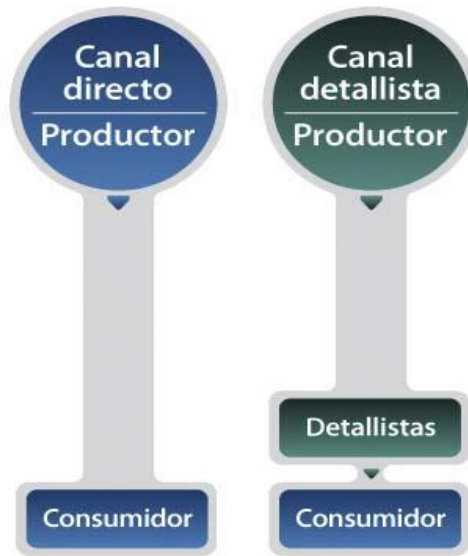 Canal
directo
Productor
Consumidor
Canal
detallista
Productor
Detallistas
Consumidor